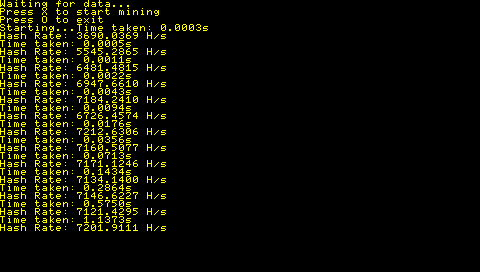 Waiting for data...
Press X to start mining
Press O to exit
Starting...Time taken: 0.0003s
Hash Rate: 3690.0369 H/s
Time taken: 0.0005s
Hash Rate: 5545.2865 H/s
Time taken: 0.0011s
Hash Rate: 6481.4815 H/s
Time taken: 0.0022s
Hash Rate: 6947.6610 H/s
Time taken: 0.0043s
Hash Rate: 7184.2410 H/s
Time taken: 0.0094s
Hash Rate: 6726.4574 H/s
Time taken: 0.0176s
Hash Rate: 7212.6306 H/s
Time taken: 0.0356s
Hash Rate: 7160.5077 H/s
Time taken: 0.0713s
Hash Rate: 7171.1246 H/s
Time taken: 0.1434s
Hash Rate: 7134.1400 H/s
Time taken: 0.2864s
Hash Rate: 7146.6227 H/s
Time taken: 0.5750s
Hash Rate: 7121.4295 H/s
Time taken: 1.1373s
Hash Rate: 7201.9111 H/s